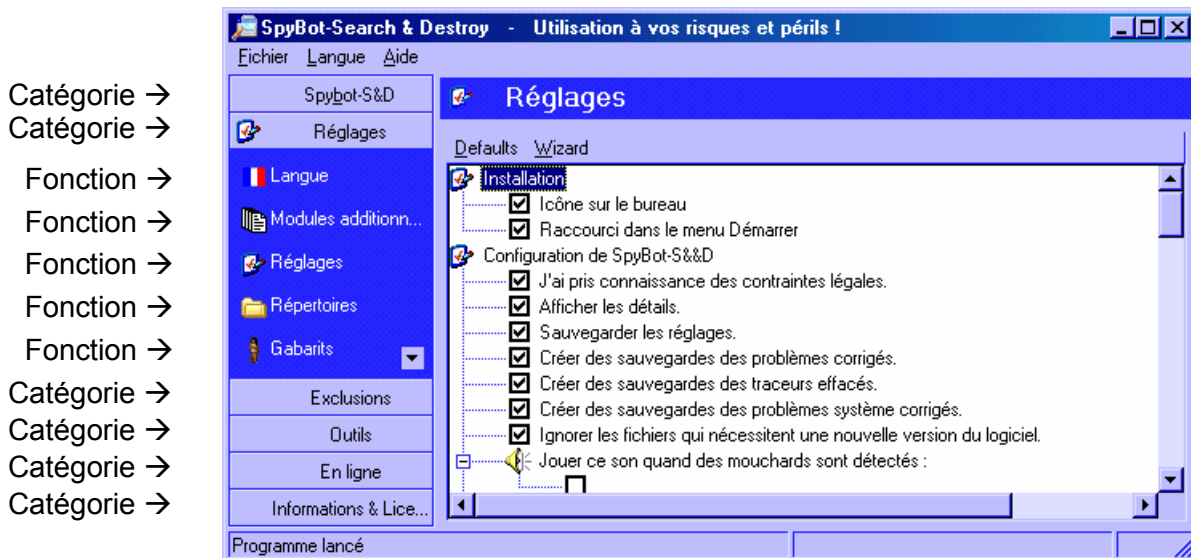 SpyBot-Search & Destroy - Utilisation à vos risques et périls !
Fichier Langue Aide
Catégorie → Spybot-S&D
Catégorie → Réglages
Fonction → Langue
Fonction → Modules additionn...
Fonction → Réglages
Fonction → Répertoires
Fonction → Gabarits
Catégorie → Exclusions
Catégorie → Outils
Catégorie → En ligne
Catégorie → Informations & Lice...
Réglages
Defaults Wizard
Installation
Icône sur le bureau
Raccourci dans le menu Démarrer
Configuration de SpyBot-S&&D
J'ai pris connaissance des contraintes légales.
Afficher les détails.
Sauvegarder les réglages.
Créer des sauvegardes des problèmes corrigés.
Créer des sauvegardes des traceurs effacés.
Créer des sauvegardes des problèmes système corrigés.
Ignorer les fichiers qui nécessitent une nouvelle version du logiciel.
Jouer ce son quand des mouchards sont détectés :
Programme lancé